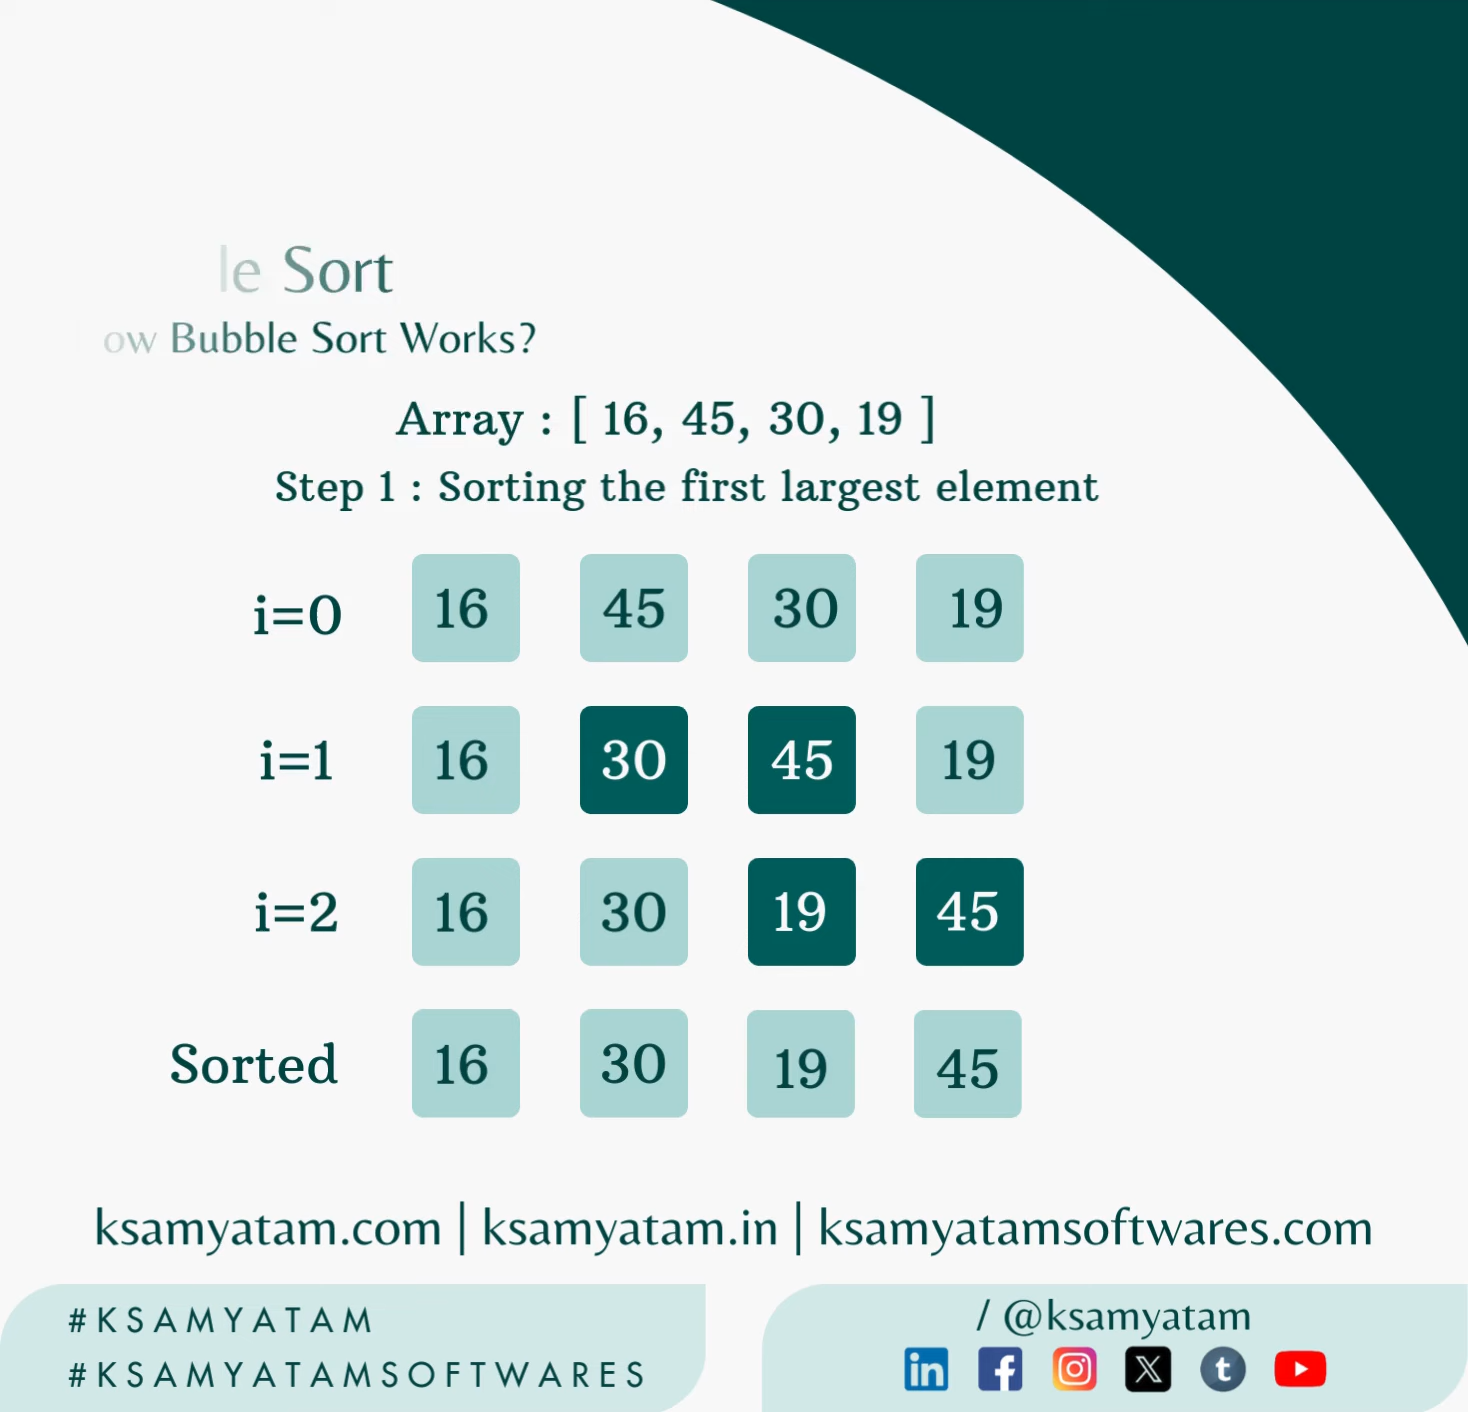 le Sort
ow Bubble Sort Works?
Array : [ 16, 45, 30, 19 ]
Step 1 : Sorting the first largest element
i=0 16 45 30 19
i=1 16 30 45 19
i=2 16 30 19 45
Sorted 16 30 19 45
ksamyatam.com | ksamyatam.in | ksamyatamsoftwares.com
#KSAMYATAM
#KSAMYATAMSOFTWARES
/ @ksamyatam